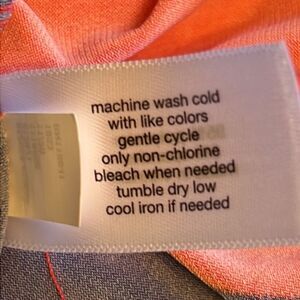 machine wash cold
with like colors
gentle cycle
only non-chlorine
bleach when needed
tumble dry low
cool iron if needed